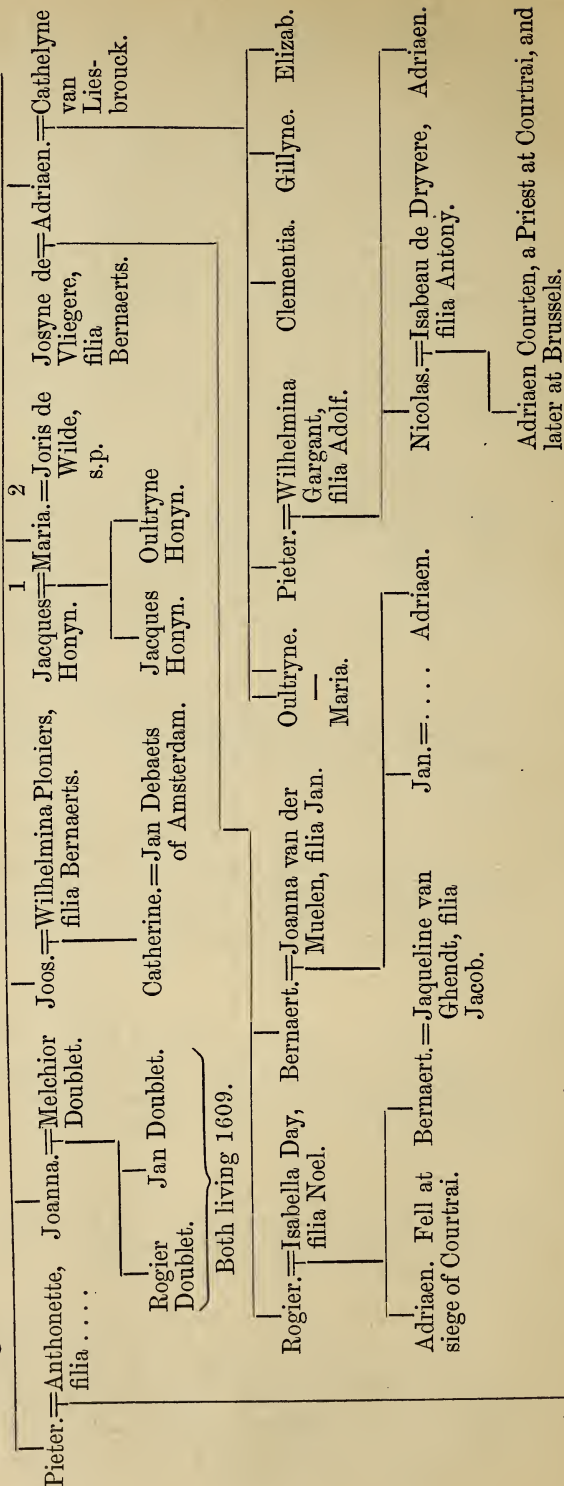 Pieter.=Anthonette,
filia ....
Joanna.=Melchior
Doublet.
Rogier
Doublet.
Jan Doublet.
Both living 1609.
Joos.=Wilhelmina Ploniers,
filia Bernaerts.
Catherine.=Jan Debaets
of Amsterdam.
1
2
Jacques=Maria.=Joris de
Honyn.
Wilde,
s.p.
Jacques
Honyn.
Oultryne
Honyn.
Josyne de=Adriaen.=Cathelyne
Vliegere,
filia
Bernaerts.
van
Lies-
brouck.
Rogier.=Isabella Day,
filia Noel.
Bernaert.=Joanna van der
Muelen, filia Jan.
Oultryne.
—
Maria.
Pieter.=Wilhelmina
Gargant,
filia Adolf.
Clementia.
Gillyne.
Elizab.
Adriaen. Fell at
siege of Courtrai.
Bernaert.=Jaqueline van
Ghendt, filia
Jacob.
Jan.=....
Adriaen.
Nicolas.=Isabeau de Dryvere,
filia Antony.
Adriaen.
Adriaen Courten, a Priest at Courtrai, and
later at Brussels.